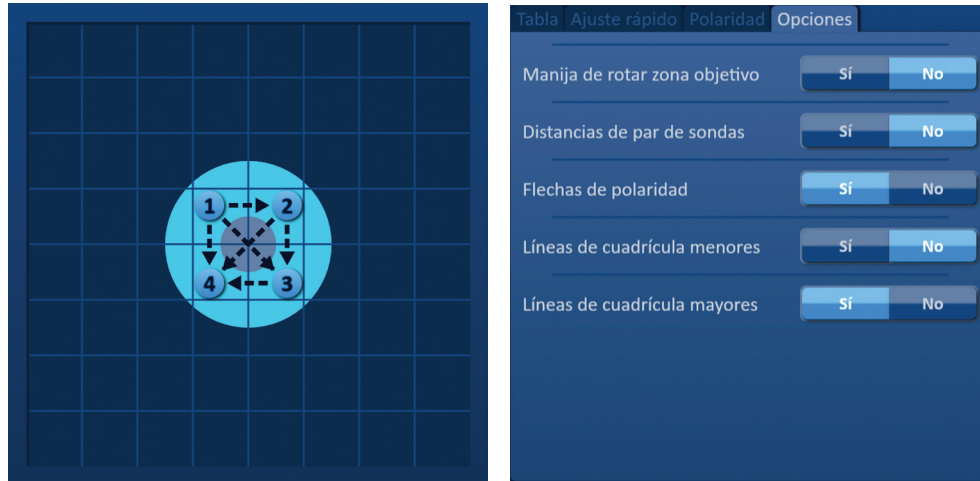 1 2
4 3
Tabla Ajuste rápido Polaridad Opciones
Manija de rotar zona objetivo Sí No
Distancias de par de sondas Sí No
Flechas de polaridad Sí No
Líneas de cuadrícula menores Sí No
Líneas de cuadrícula mayores Sí No